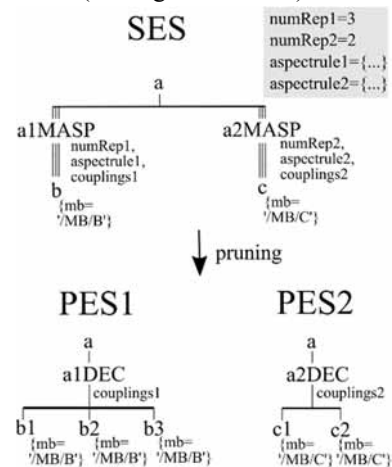 SES
numRep1=3
numRep2=2
aspectrule1={...}
aspectrule2={...}
a
a1MASP
numRep1,
aspectrule1,
couplings1
b
{mb=
'/MB/B'}
a2MASP
numRep2,
aspectrule2,
couplings2
c
{mb=
'/MB/C'}
pruning
PES1
a
a1DEC
couplings1
b1 b2 b3
{mb= {mb= {mb=
'/MB/B'} '/MB/B'} '/MB/B'}
PES2
a
a2DEC
couplings2
c1 c2
{mb= {mb=
'/MB/C'} '/MB/C'}